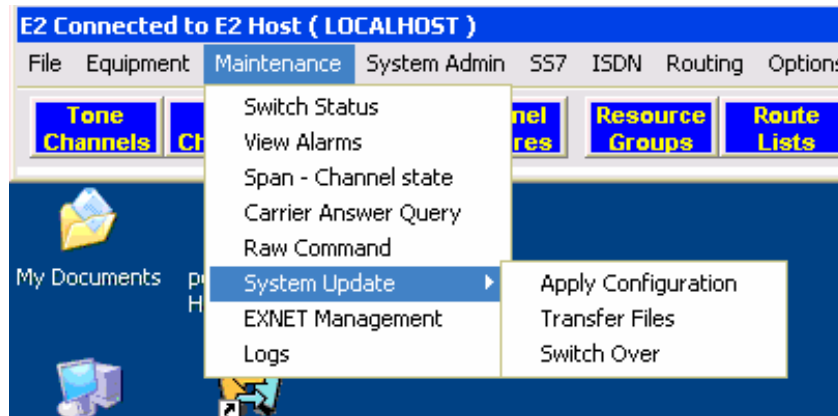 E2 Connected to E2 Host ( LOCALHOST )
File Equipment Maintenance System Admin SS7 ISDN Routing Options
Tone Channels
Resource Groups
Route Lists
Switch Status
View Alarms
Span - Channel state
Carrier Answer Query
Raw Command
System Update
EXNET Management
Logs
Apply Configuration
Transfer Files
Switch Over
My Documents